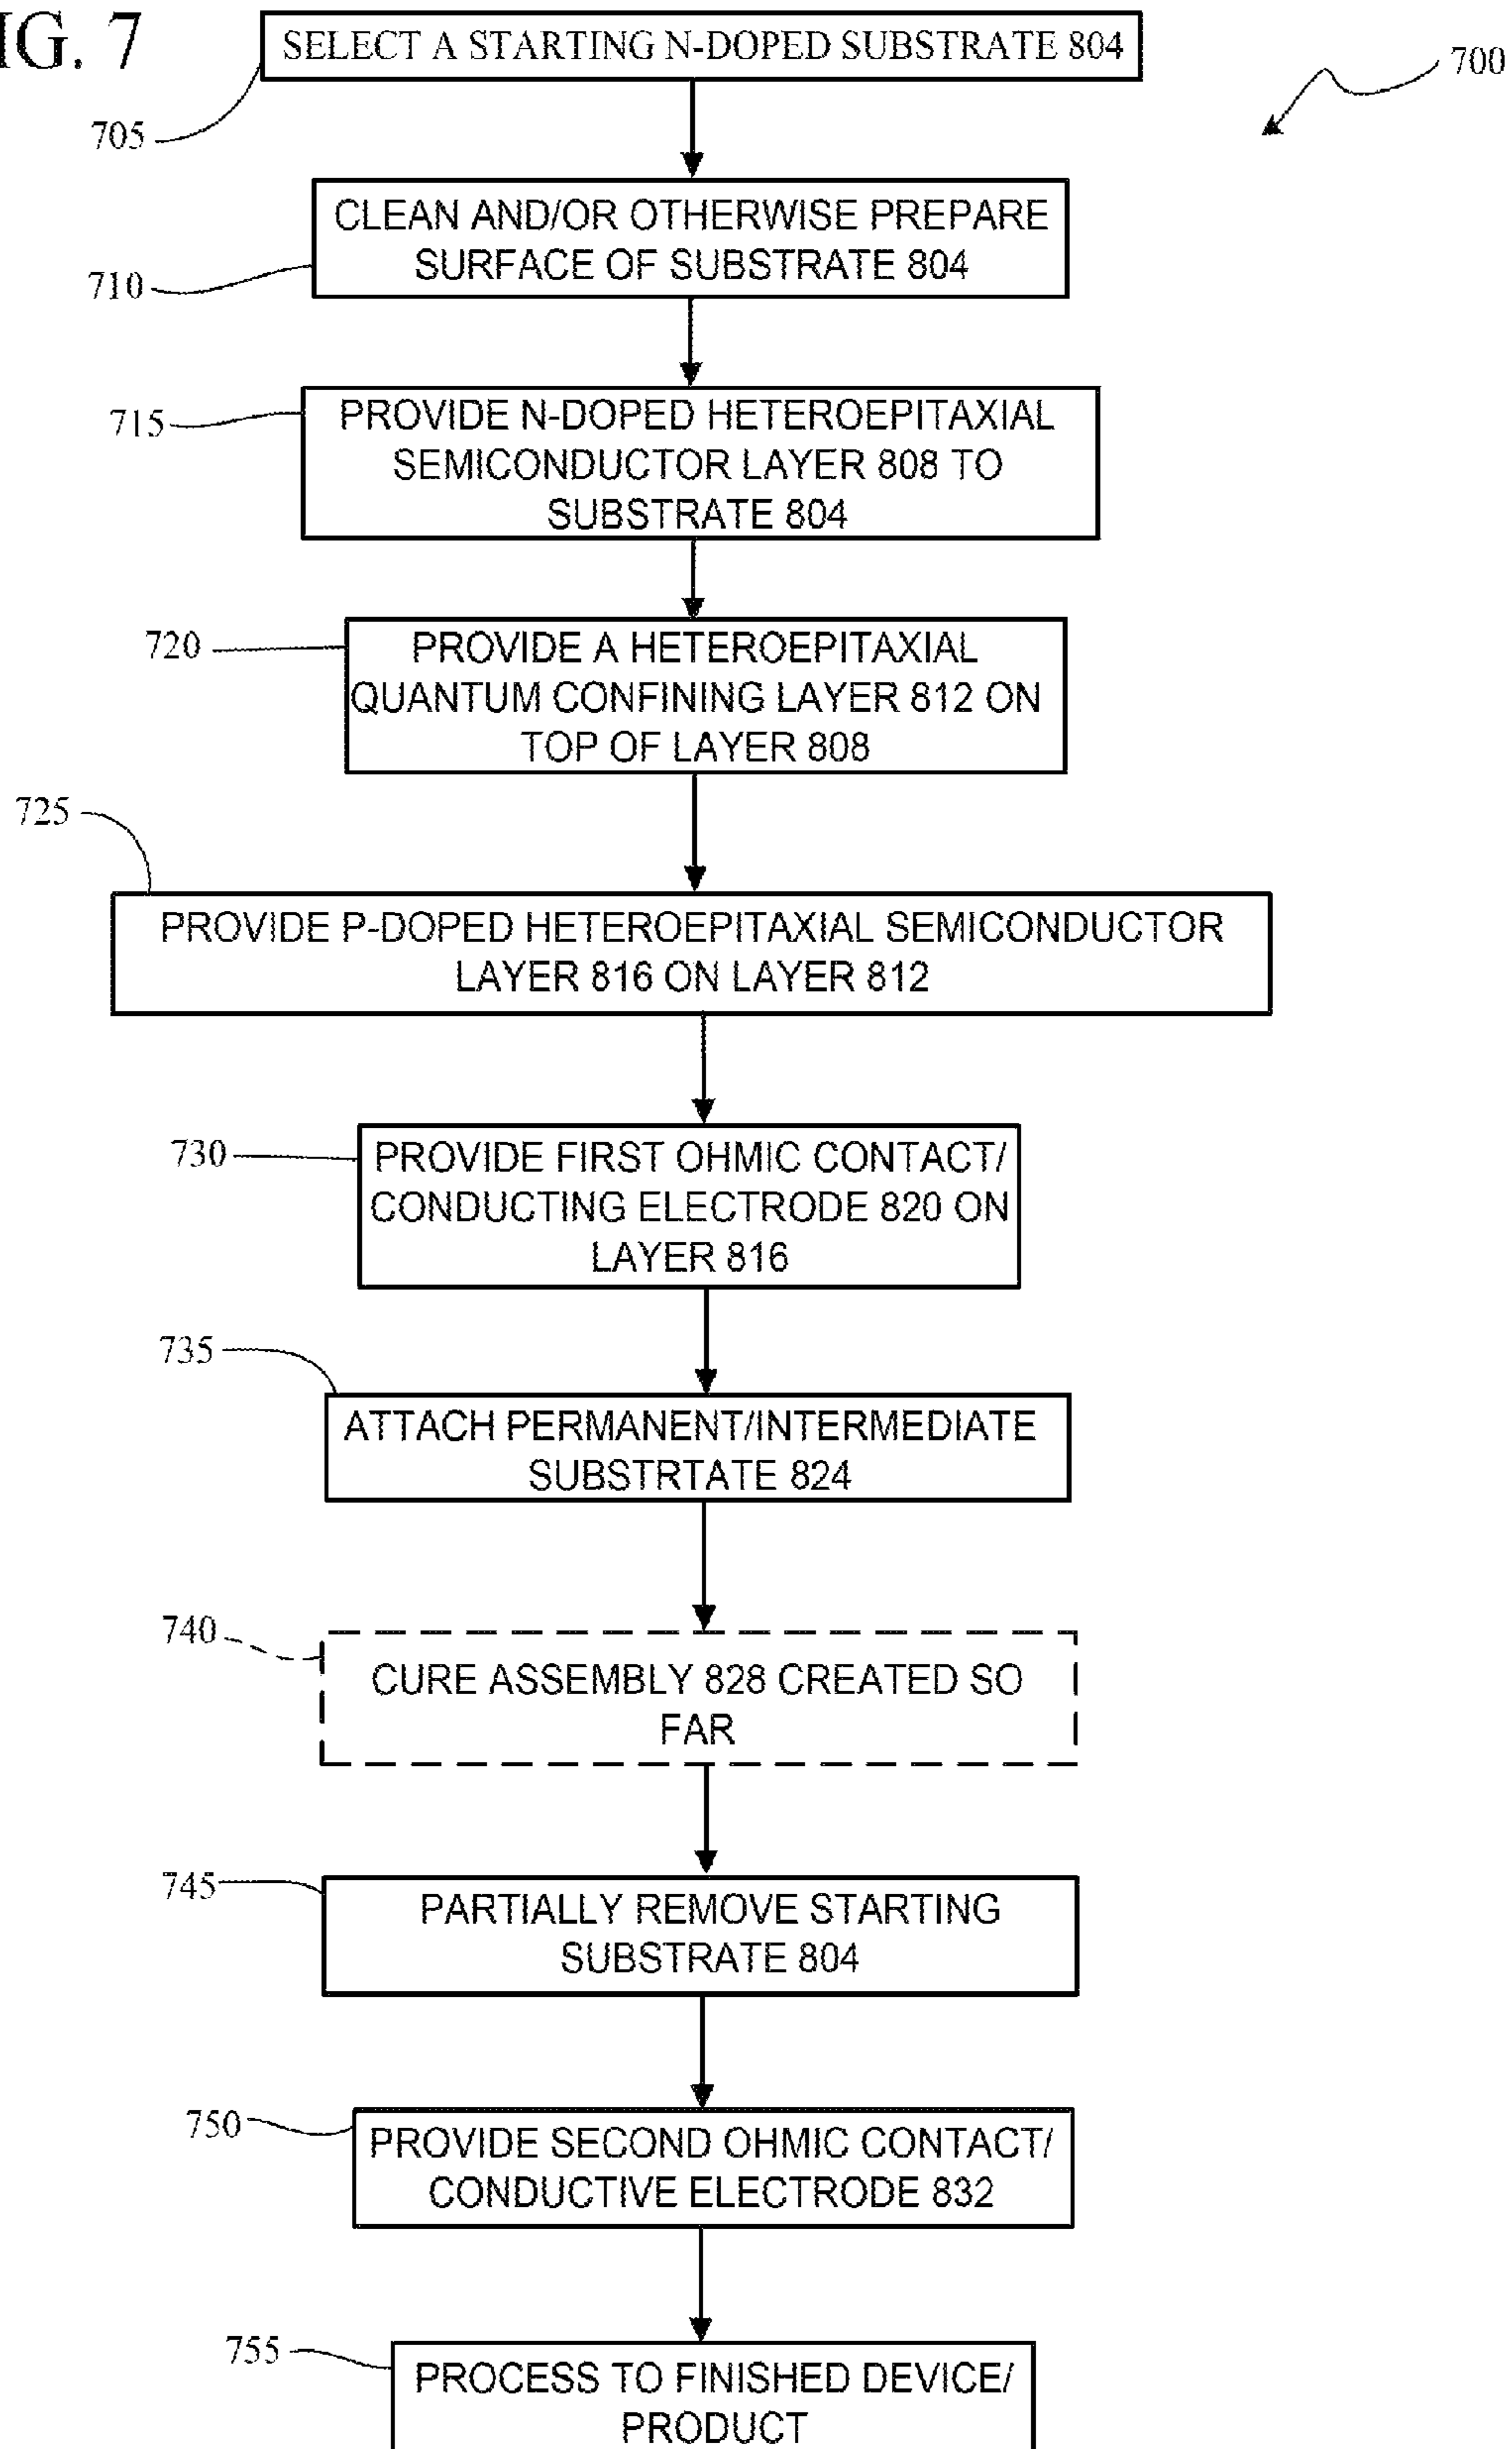 IG. 7
SELECT A STARTING N-DOPED SUBSTRATE 804
700
705
CLEAN AND/OR OTHERWISE PREPARE
SURFACE OF SUBSTRATE 804
710
715
PROVIDE N-DOPED HETEROEPITAXIAL
SEMICONDUCTOR LAYER 808 TO
SUBSTRATE 804
720
PROVIDE A HETEROEPITAXIAL
QUANTUM CONFINING LAYER 812 ON
TOP OF LAYER 808
725
PROVIDE P-DOPED HETEROEPITAXIAL SEMICONDUCTOR
LAYER 816 ON LAYER 812
730
PROVIDE FIRST OHMIC CONTACT/
CONDUCTING ELECTRODE 820 ON
LAYER 816
735
ATTACH PERMANENT/INTERMEDIATE
SUBSTRTATE 824
740
CURE ASSEMBLY 828 CREATED SO
FAR
745
PARTIALLY REMOVE STARTING
SUBSTRATE 804
750
PROVIDE SECOND OHMIC CONTACT/
CONDUCTIVE ELECTRODE 832
755
PROCESS TO FINISHED DEVICE/
PRODUCT